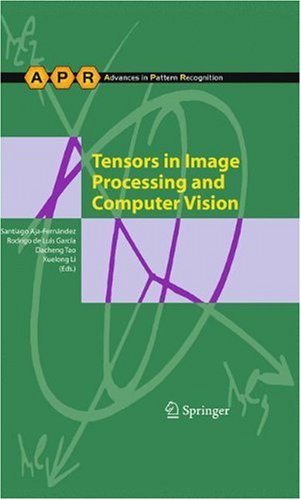 A P R Advances in Pattern Recognition
Tensors in Image
Processing and
Computer Vision
Santiago Aja-Fernández
Rodrigo de Luis García
Dacheng Tao
Xuelong Li
(Eds.)
Springer